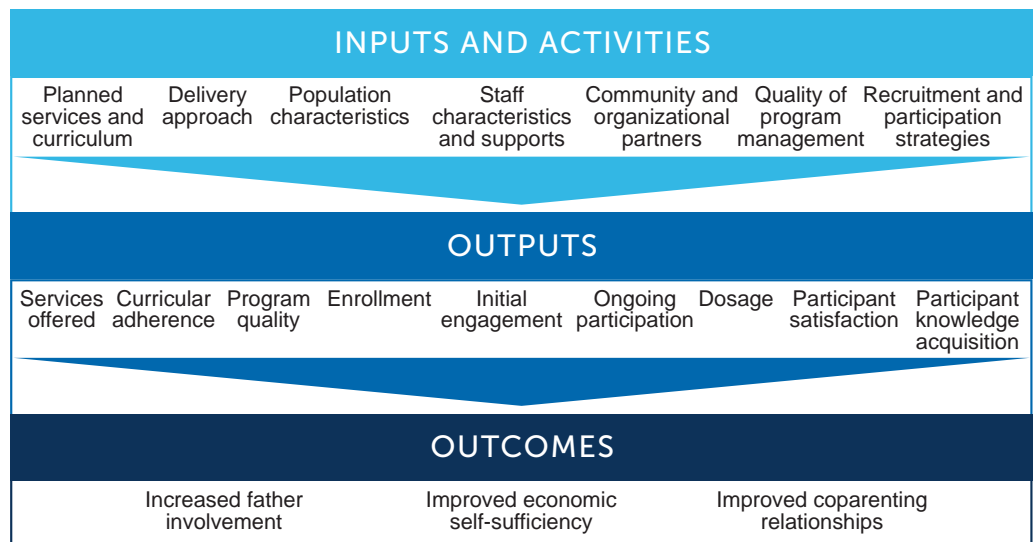 INPUTS AND ACTIVITIES
Planned
services and
curriculum
Delivery
approach
Population
characteristics
Staff
characteristics
and supports
Community and
organizational
partners
Quality of
program
management
Recruitment and
participation
strategies
OUTPUTS
Services
offered
Curricular
adherence
Program
quality
Enrollment
Initial
engagement
Ongoing
participation
Dosage
Participant
satisfaction
Participant
knowledge
acquisition
OUTCOMES
Increased father
involvement
Improved economic
self-sufficiency
Improved coparenting
relationships